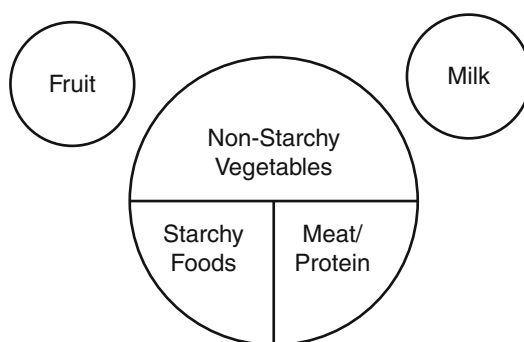 Fruit
Milk
Non-Starchy
Vegetables
Starchy
Foods
Meat/
Protein